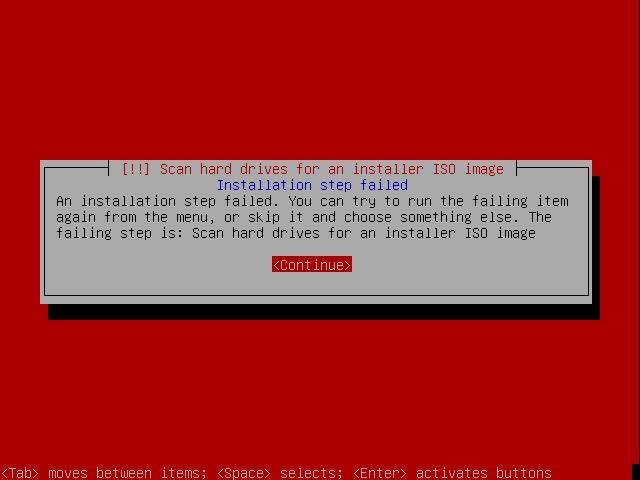 [!!] Scan hard drives for an installer ISO image
Installation step failed
An installation step failed. You can try to run the failing item
again from the menu, or skip it and choose something else. The
failing step is: Scan hard drives for an installer ISO image
<Continue>
<Tab> moves between items; <Space> selects; <Enter> activates buttons